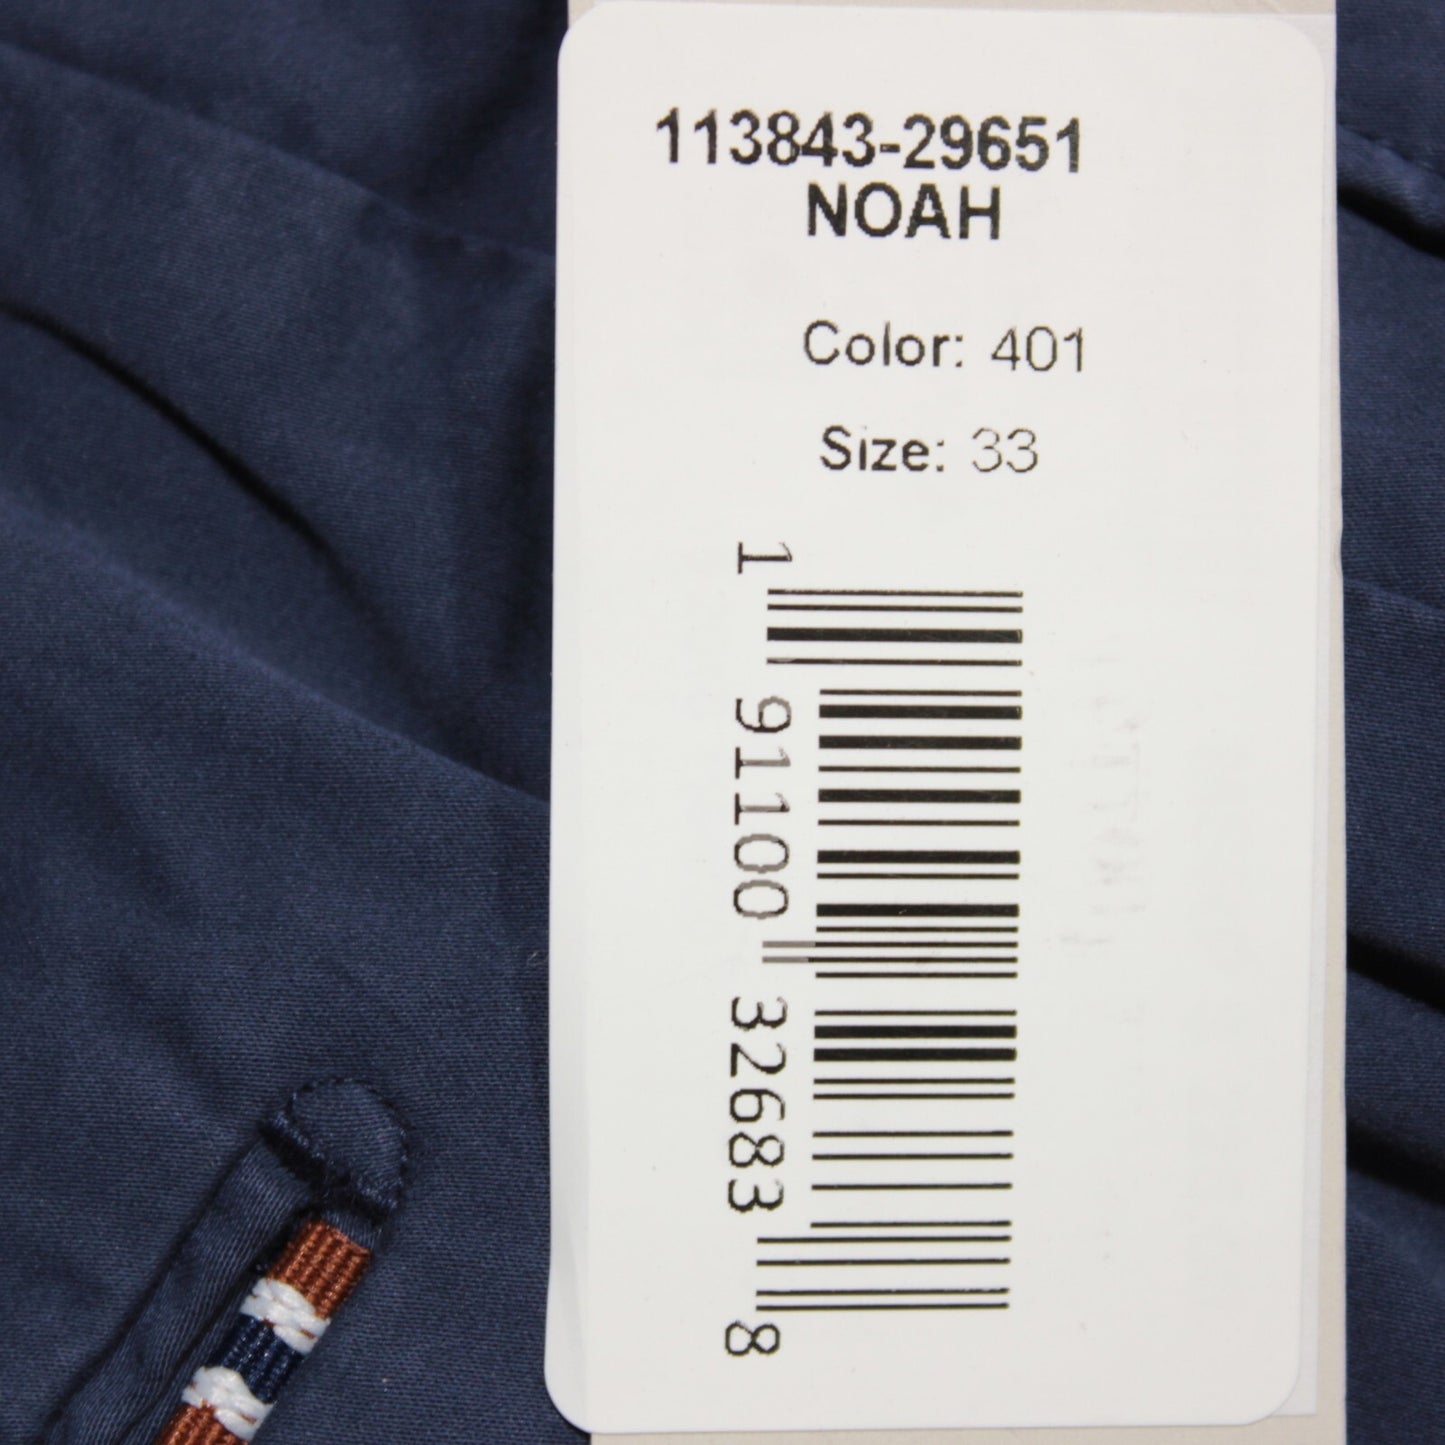 113843-29651
NOAH
Color: 401
Size: 33
1 91100 32683 8